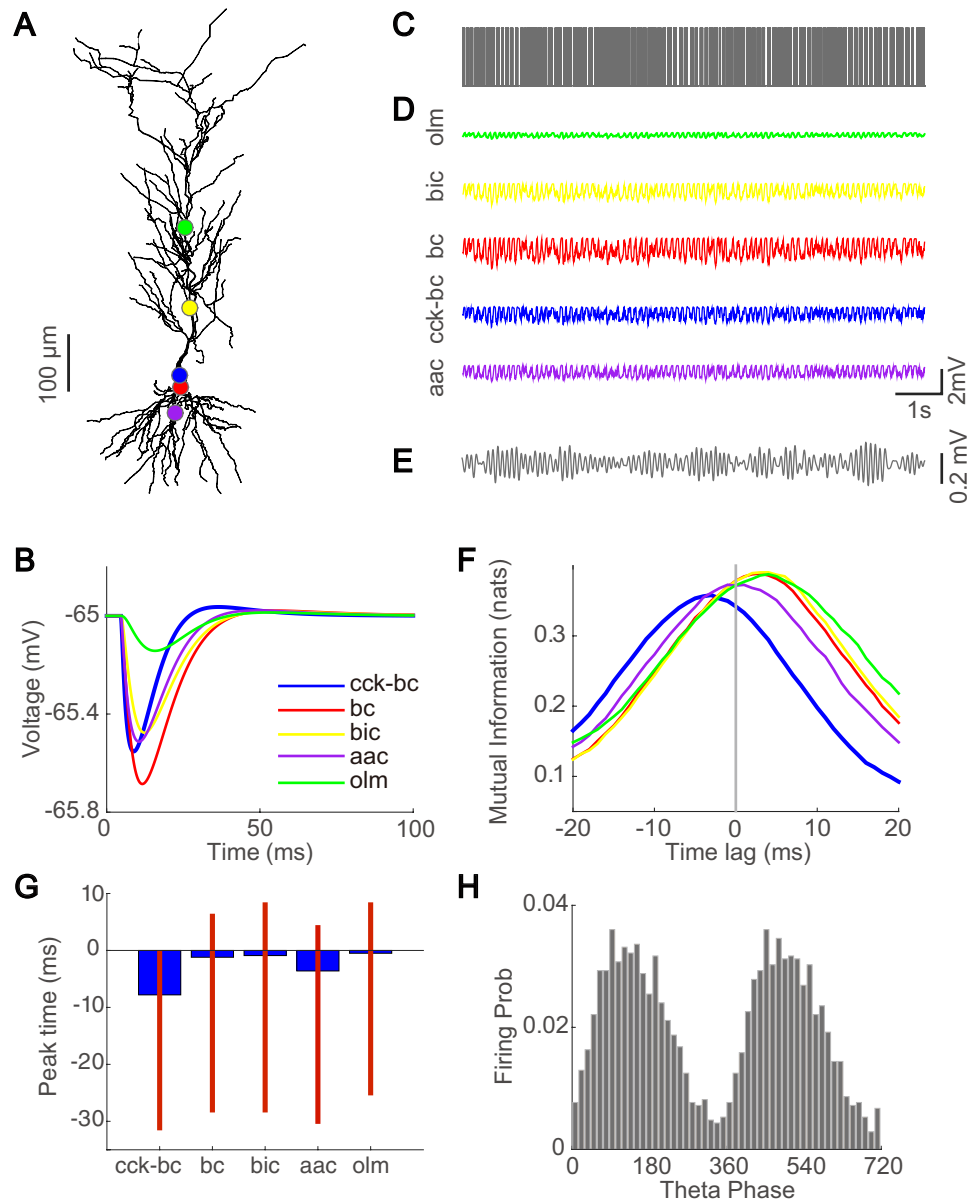 A
100 µm
C
D
olm
bic
bc
cck-bc
aac
2mV
1s
E
0.2 mV
B
Voltage (mV)
-65
-65.4
-65.8
0
50
100
Time (ms)
cck-bc
bc
bic
aac
olm
F
Mutual Information (nats)
0.3
0.2
0.1
-20
-10
0
10
20
Time lag (ms)
G
Peak time (ms)
10
0
-10
-20
-30
cck-bc
bc
bic
aac
olm
H
Firing Prob
0.04
0.02
0
0
180
360
540
720
Theta Phase